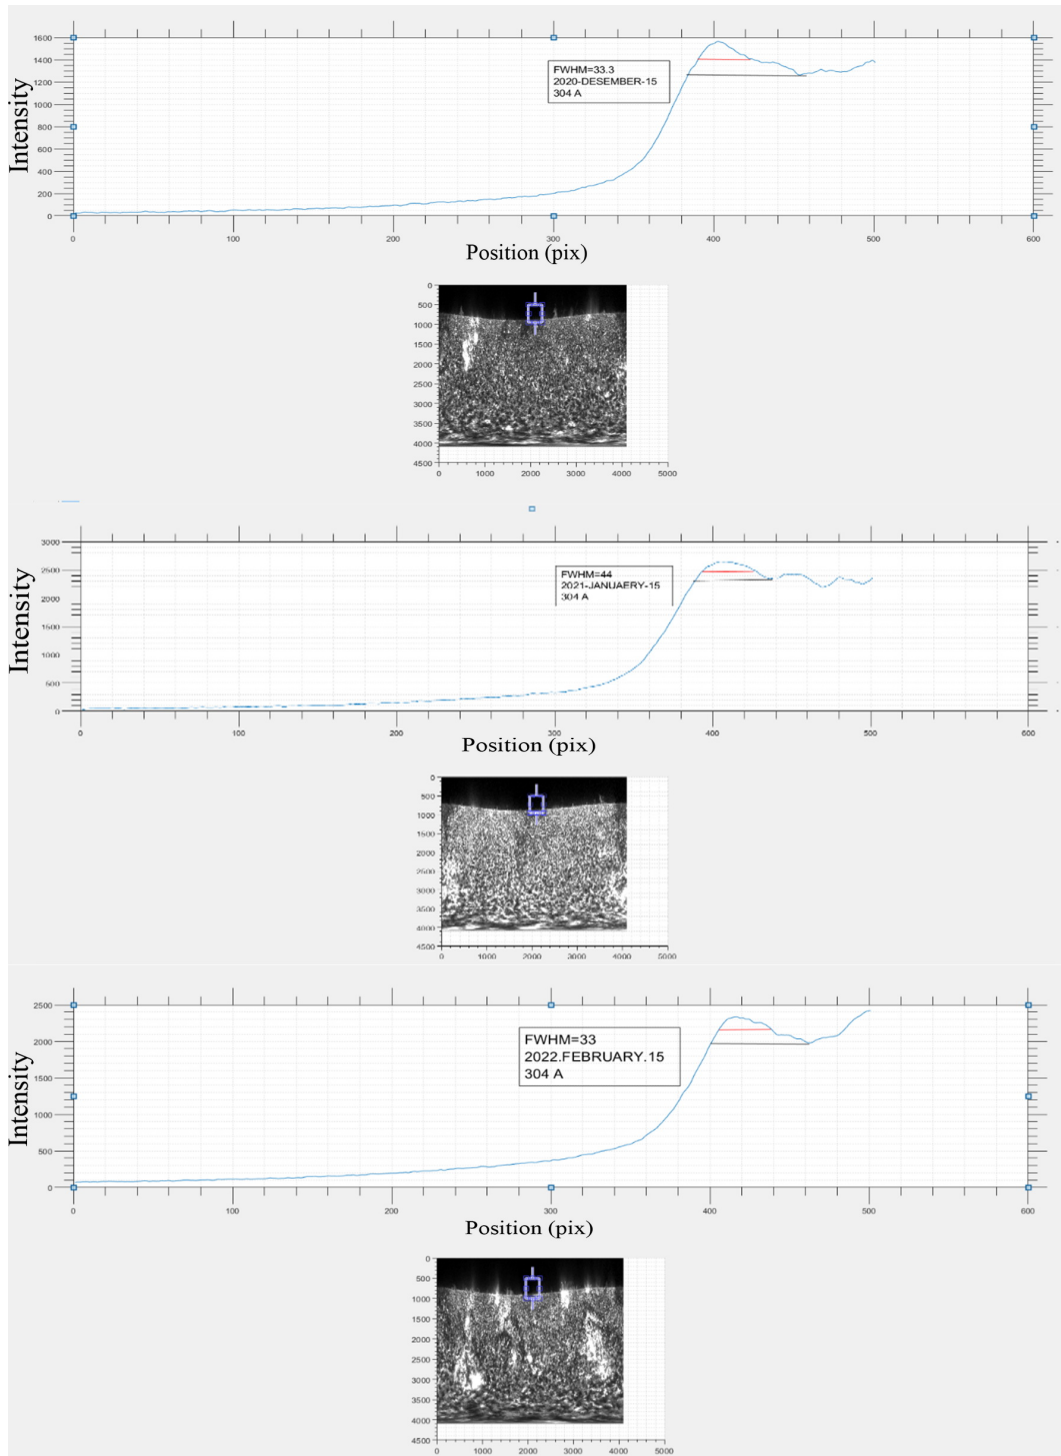 1600
1400
1200
1000
800
600
400
200
0
Intensity
FWHM=33.3
2020-DESEMBER-15
304 A
0 100 200 300 400 500 600
Position (pix)
0
500
1000
1500
2000
2500
3000
3500
4000
4500
0 1000 2000 3000 4000 5000
3000
2500
2000
1500
1000
500
0
Intensity
FWHM=44
2021-JANUAERY-15
304 A
0 100 200 300 400 500 600
Position (pix)
0
500
1000
1500
2000
2500
3000
3500
4000
4500
0 1000 2000 3000 4000 5000
2500
2000
1500
1000
500
0
Intensity
FWHM=33
2022.FEBRUARY.15
304 A
0 100 200 300 400 500 600
Position (pix)
0
500
1000
1500
2000
2500
3000
3500
4000
4500
0 1000 2000 3000 4000 5000